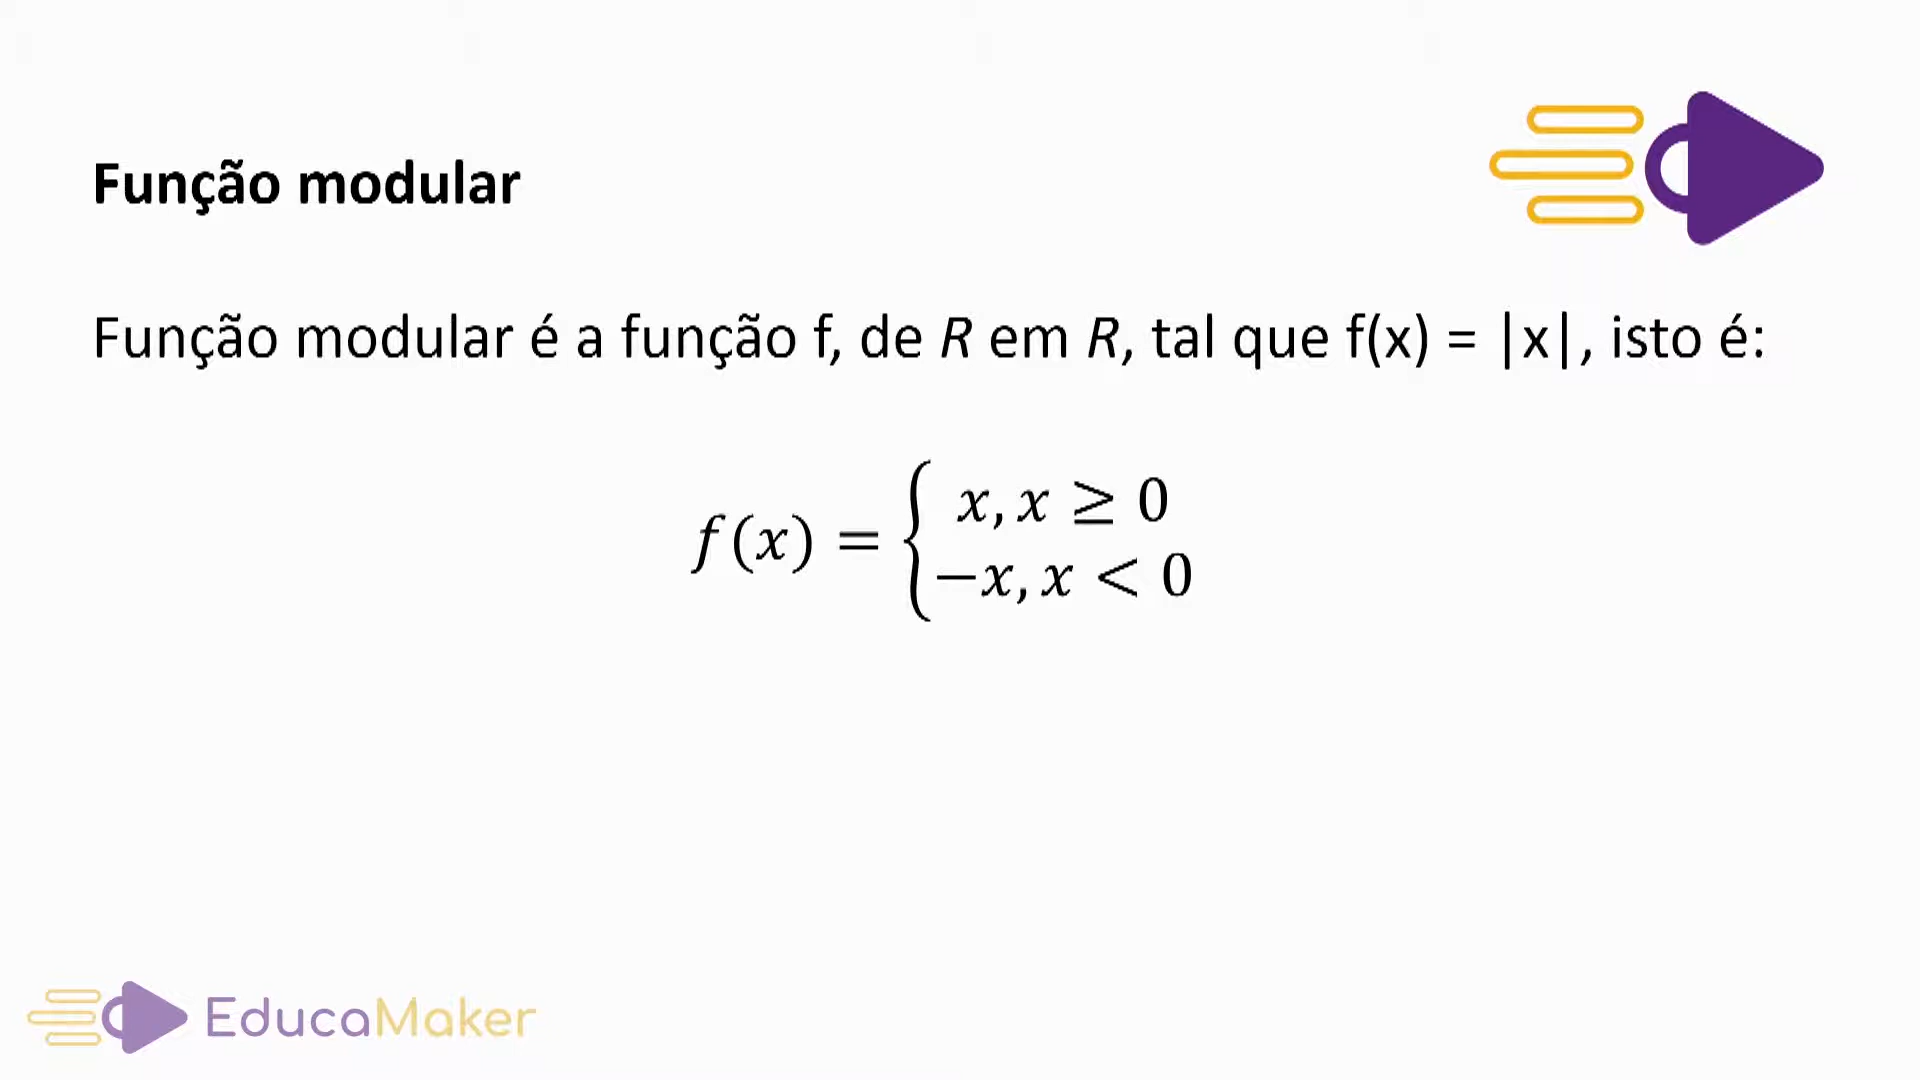 Função modular
Função modular é a função f, de R em R, tal que f(x) = |x|, isto é:
f(x) = { x, x ≥ 0
−x, x < 0
EducaMaker